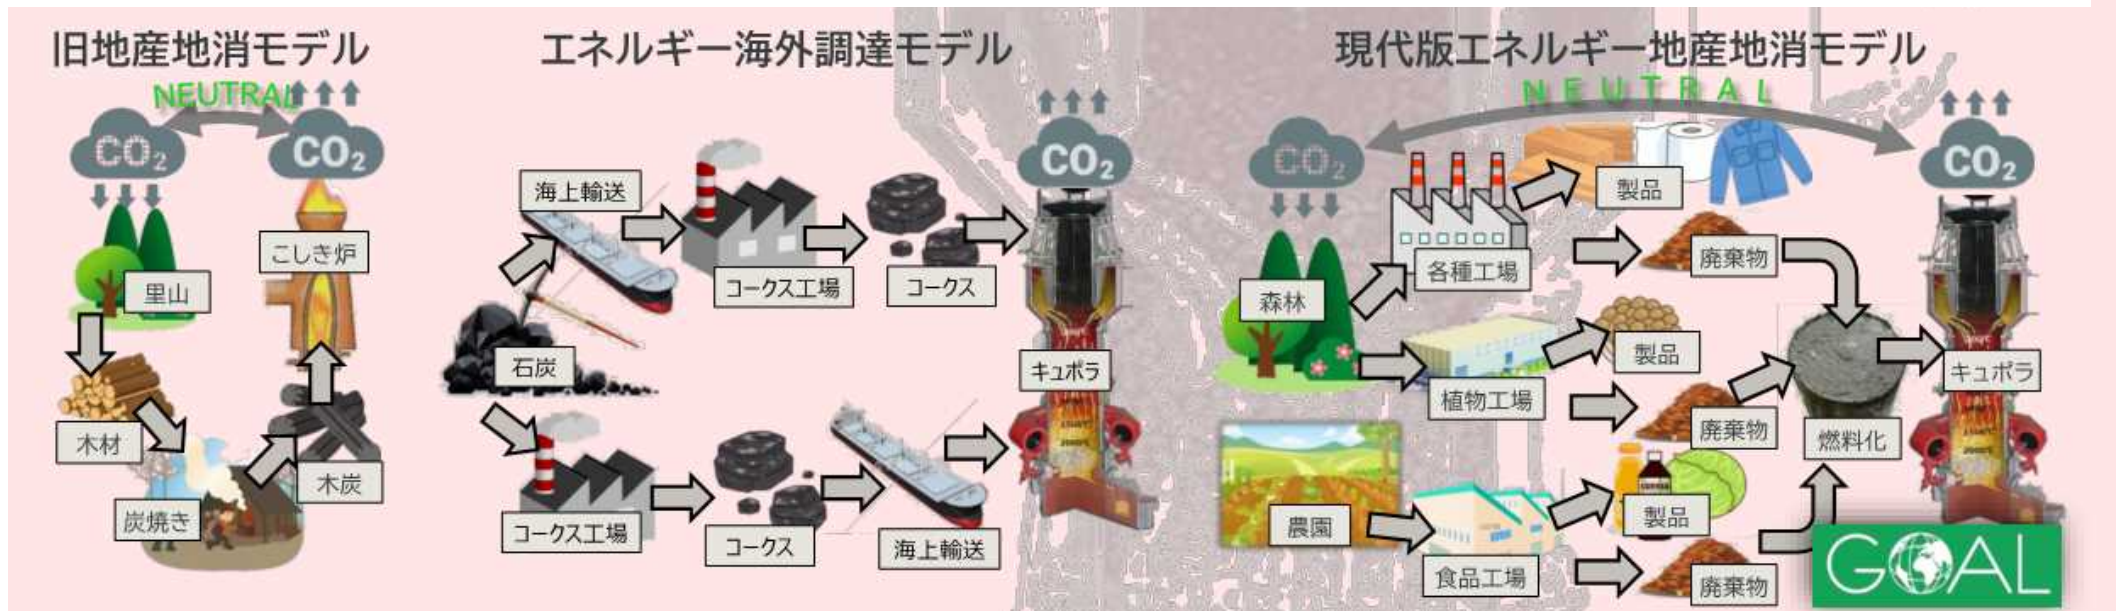 旧地産地消モデル
NEUTRAL
CO2
CO2
こしき炉
里山
木材
炭焼き
木炭
エネルギー海外調達モデル
海上輸送
コークス工場
コークス
石炭
コークス工場
コークス
海上輸送
CO2
キュポラ
現代版エネルギー地産地消モデル
NEUTRAL
CO2
CO2
森林
各種工場
製品
廃棄物
植物工場
製品
廃棄物
農園
食品工場
製品
廃棄物
燃料化
キュポラ
GOAL